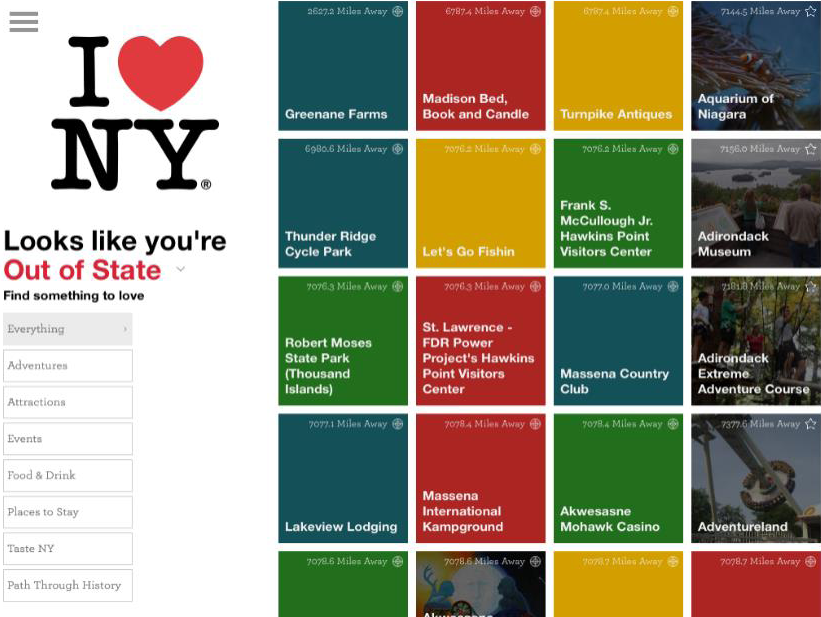 I
NY®
Looks like you're
Out of State
Find something to love
Everything
Adventures
Attractions
Events
Food & Drink
Places to Stay
Taste NY
Path Through History
2627.2 Miles Away
Greenane Farms
6787.4 Miles Away
Madison Bed,
Book and Candle
6787.4 Miles Away
Turnpike Antiques
7144.5 Miles Away
Aquarium of
Niagara
6980.6 Miles Away
Thunder Ridge
Cycle Park
7076.2 Miles Away
Let's Go Fishin
7076.2 Miles Away
Frank S.
McCullough Jr.
Hawkins Point
Visitors Center
7156.0 Miles Away
Adirondack
Museum
7076.3 Miles Away
Robert Moses
State Park
(Thousand
Islands)
7076.3 Miles Away
St. Lawrence -
FDR Power
Project's Hawkins
Point Visitors
Center
7077.0 Miles Away
Massena Country
Club
7181.8 Miles Away
Adirondack
Extreme
Adventure Course
7077.1 Miles Away
Lakeview Lodging
7078.4 Miles Away
Massena
International
Kampground
7078.4 Miles Away
Akwesasne
Mohawk Casino
7377.6 Miles Away
Adventureland
7078.6 Miles Away
7078.6 Miles Away
Akwesasne
7078.7 Miles Away
7078.7 Miles Away